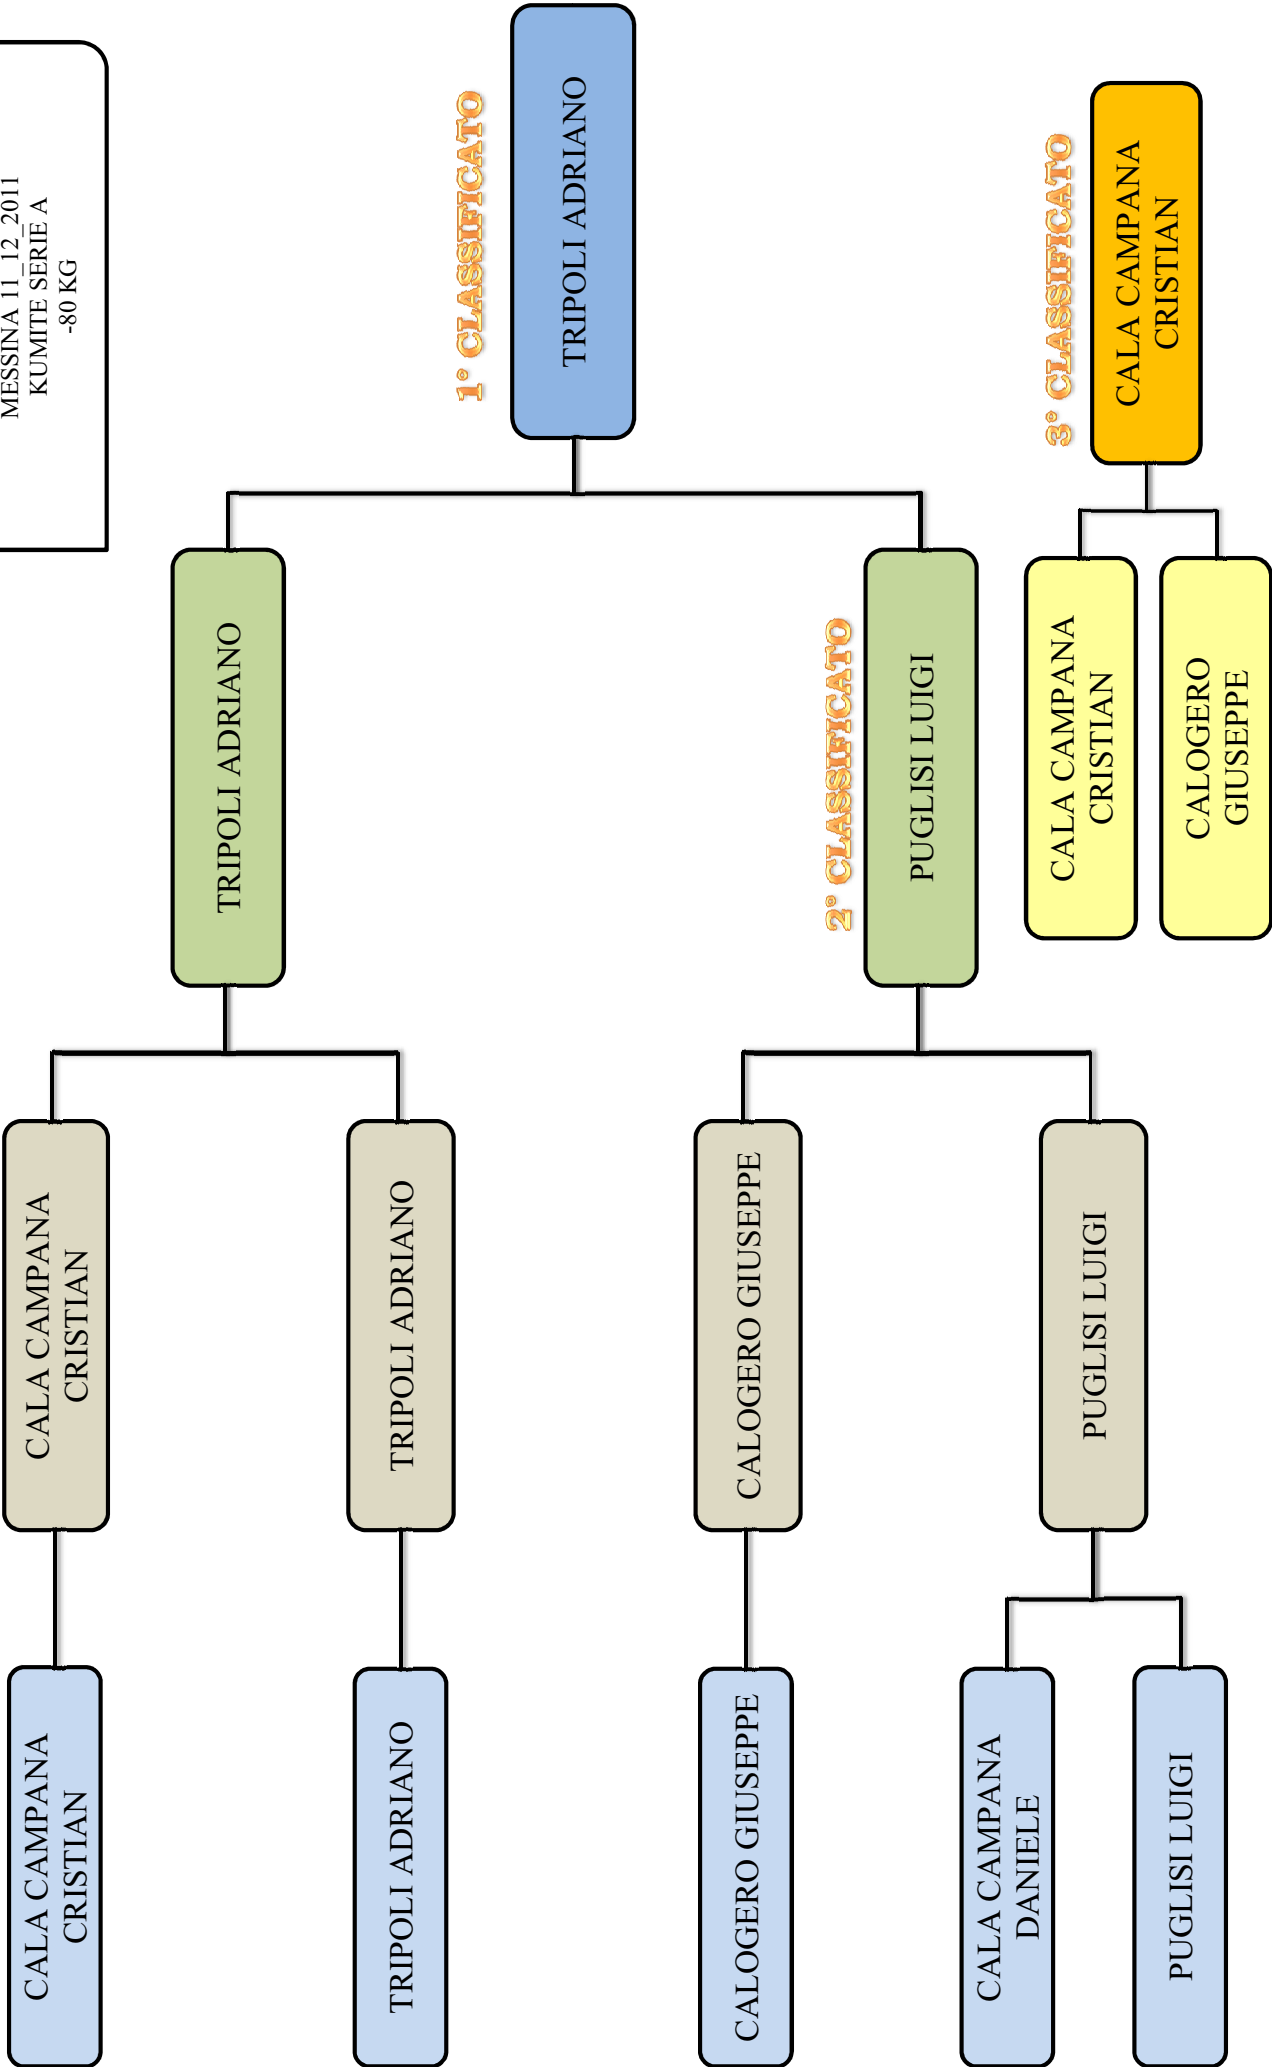 MESSINA 11_12_2011
KUMITE SERIE A
-80 KG
CALA CAMPANA
CRISTIAN
TRIPOLI ADRIANO
CALOGERO GIUSEPPE
CALA CAMPANA
DANIELE
PUGLISI LUIGI
CALA CAMPANA
CRISTIAN
TRIPOLI ADRIANO
CALOGERO GIUSEPPE
PUGLISI LUIGI
TRIPOLI ADRIANO
2° CLASSIFICATO
PUGLISI LUIGI
1° CLASSIFICATO
TRIPOLI ADRIANO
CALA CAMPANA
CRISTIAN
CALOGERO
GIUSEPPE
3° CLASSIFICATO
CALA CAMPANA
CRISTIAN